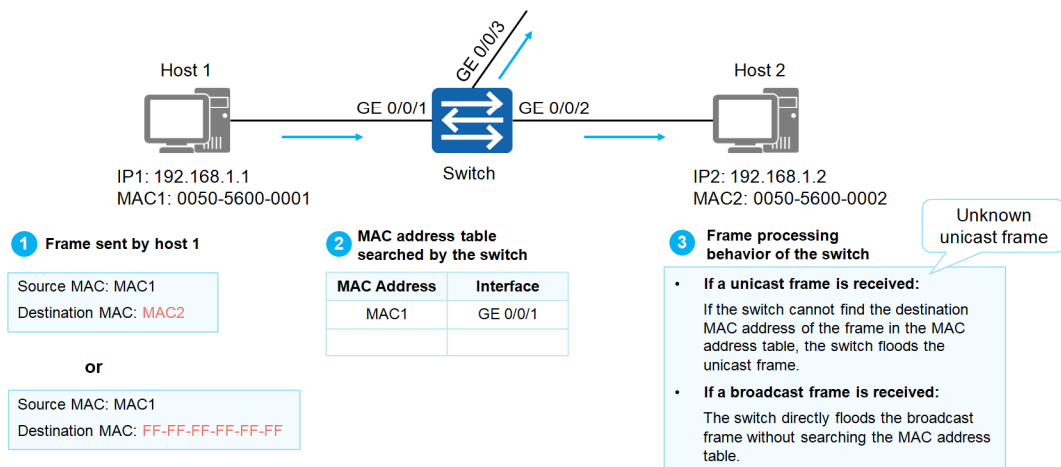 GE 0/0/3
Host 1
Host 2
GE 0/0/1
GE 0/0/2
Switch
IP1: 192.168.1.1
MAC1: 0050-5600-0001
IP2: 192.168.1.2
MAC2: 0050-5600-0002
Unknown
unicast frame
1 Frame sent by host 1
Source MAC: MAC1
Destination MAC: MAC2
or
Source MAC: MAC1
Destination MAC: FF-FF-FF-FF-FF-FF
2 MAC address table
searched by the switch
MAC Address Interface
MAC1 GE 0/0/1
3 Frame processing
behavior of the switch
• If a unicast frame is received:
If the switch cannot find the destination
MAC address of the frame in the MAC
address table, the switch floods the
unicast frame.
• If a broadcast frame is received:
The switch directly floods the broadcast
frame without searching the MAC address
table.